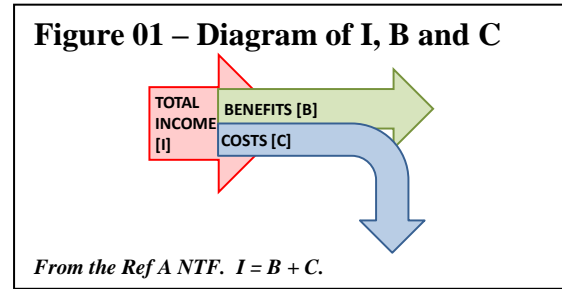 Figure 01 – Diagram of I, B and C
TOTAL
INCOME
[I]
BENEFITS [B]
COSTS [C]
From the Ref A NTF.  I = B + C.